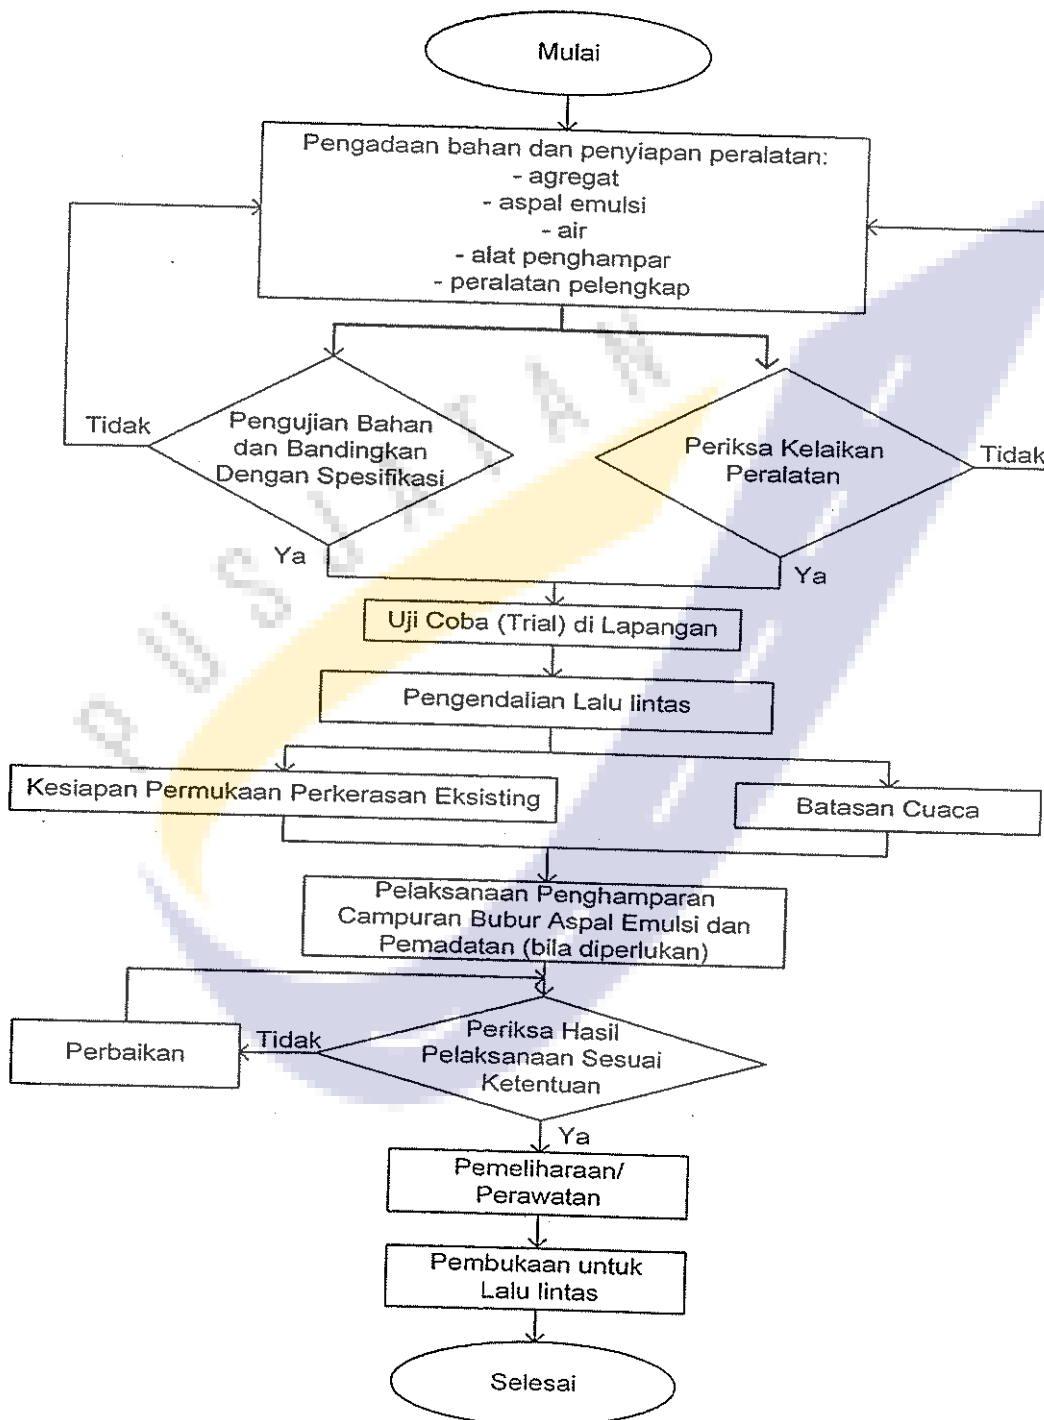 Mulai
Pengadaan bahan dan penyiapan peralatan:
- agregat
- aspal emulsi
- air
- alat penghampar
- peralatan pelengkap
Tidak
Pengujian Bahan
dan Bandingkan
Dengan Spesifikasi
Periksa Kelaikan
Peralatan
Tidak
Ya
Ya
Uji Coba (Trial) di Lapangan
Pengendalian Lalu lintas
Kesiapan Permukaan Perkerasan Eksisting
Batasan Cuaca
Pelaksanaan Penghamparan
Campuran Bubur Aspal Emulsi dan
Pemadatan (bila diperlukan)
Perbaikan
Tidak
Periksa Hasil
Pelaksanaan Sesuai
Ketentuan
Ya
Pemeliharaan/
Perawatan
Pembukaan untuk
Lalu lintas
Selesai
PUSJATAN